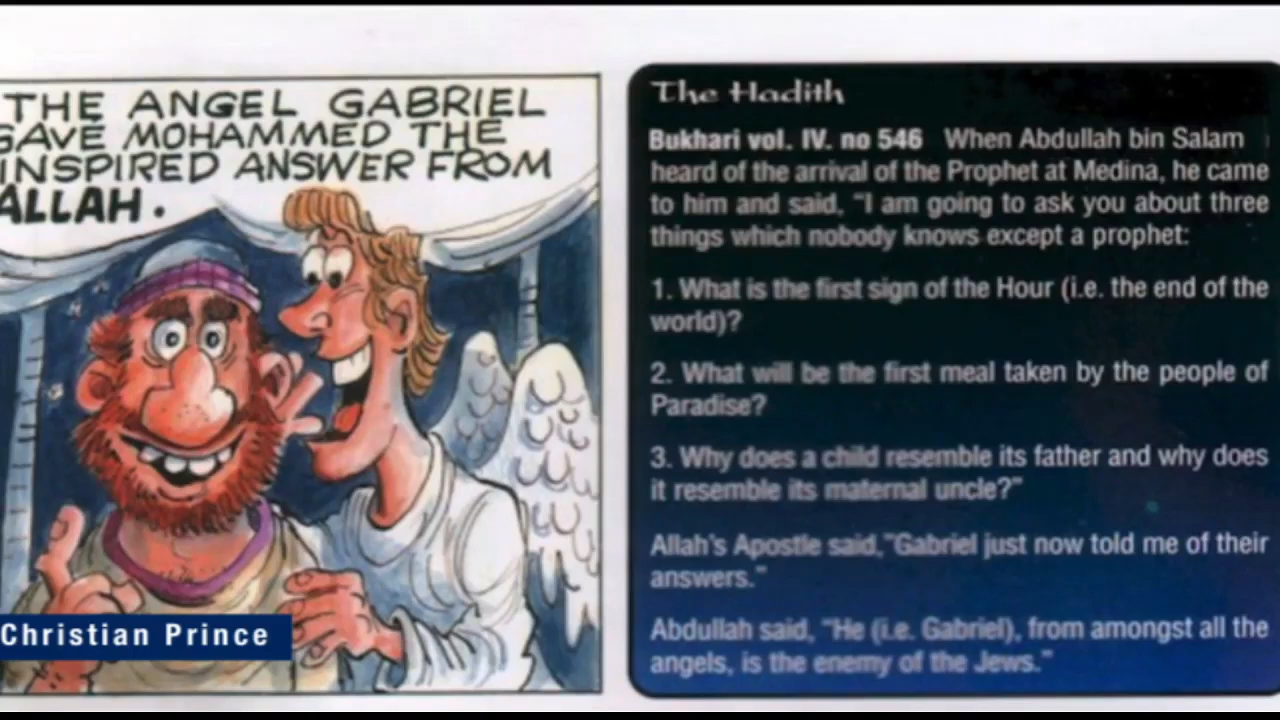 THE ANGEL GABRIEL
GAVE MOHAMMED THE
INSPIRED ANSWER FROM
ALLAH.
The Hadith
Bukhari vol. IV. no 546 When Abdullah bin Salam
heard of the arrival of the Prophet at Medina, he came
to him and said, “I am going to ask you about three
things which nobody knows except a prophet:
1. What is the first sign of the Hour (i.e. the end of the
world)?
2. What will be the first meal taken by the people of
Paradise?
3. Why does a child resemble its father and why does
it resemble its maternal uncle?”
Allah's Apostle said,"Gabriel just now told me of their
answers.”
Abdullah said, “He (i.e. Gabriel), from amongst all the
angels, is the enemy of the Jews.”
Christian Prince